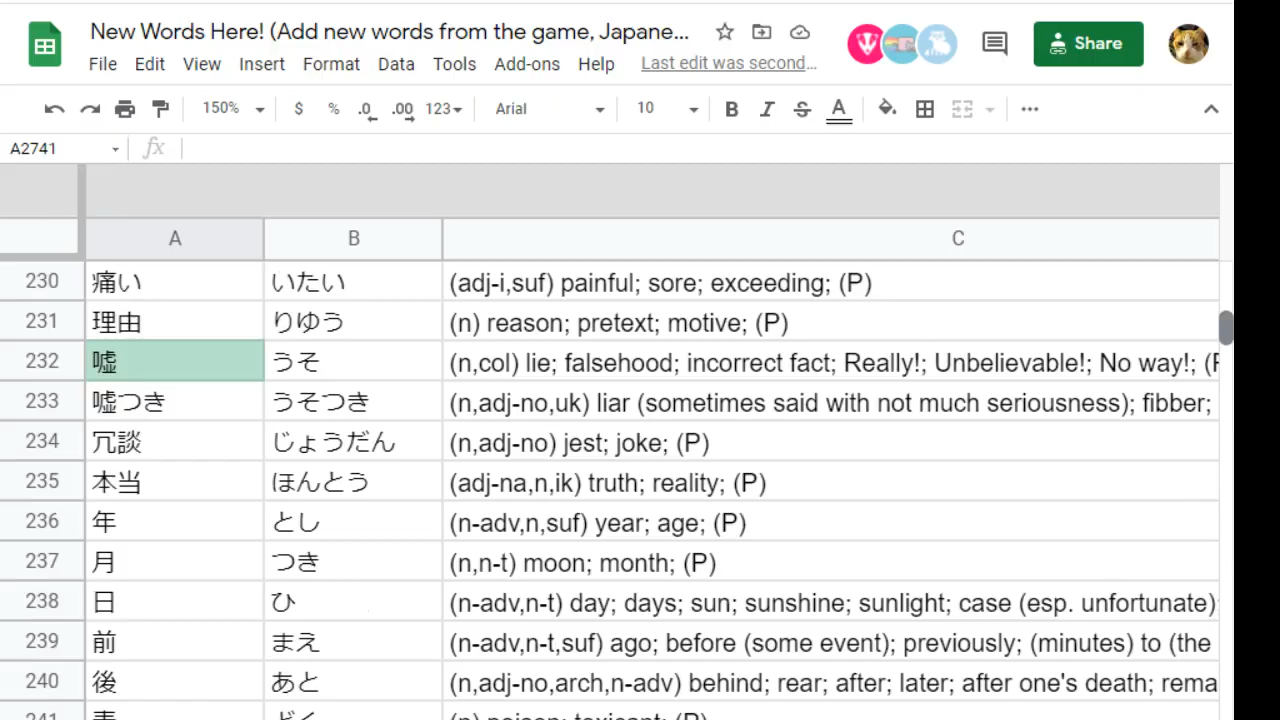 New Words Here! (Add new words from the game, Japane...
File Edit View Insert Format Data Tools Add-ons Help Last edit was second...
Share
150% $ % .0 .00 123 Arial 10 B I S A ...
A2741 fx
A B C
230 痛い いたい (adj-i,suf) painful; sore; exceeding; (P)
231 理由 りゆう (n) reason; pretext; motive; (P)
232 嘘 うそ (n,col) lie; falsehood; incorrect fact; Really!; Unbelievable!; No way!; (P
233 嘘つき うそつき (n,adj-no,uk) liar (sometimes said with not much seriousness); fibber;
234 冗談 じょうだん (n,adj-no) jest; joke; (P)
235 本当 ほんとう (adj-na,n,ik) truth; reality; (P)
236 年 とし (n-adv,n,suf) year; age; (P)
237 月 つき (n,n-t) moon; month; (P)
238 日 ひ (n-adv,n-t) day; days; sun; sunshine; sunlight; case (esp. unfortunate);
239 前 まえ (n-adv,n-t,suf) ago; before (some event); previously; (minutes) to (the
240 後 あと (n,adj-no,arch,n-adv) behind; rear; after; later; after one's death; rema
241 毒 どく (n) poison; toxicant; (P)